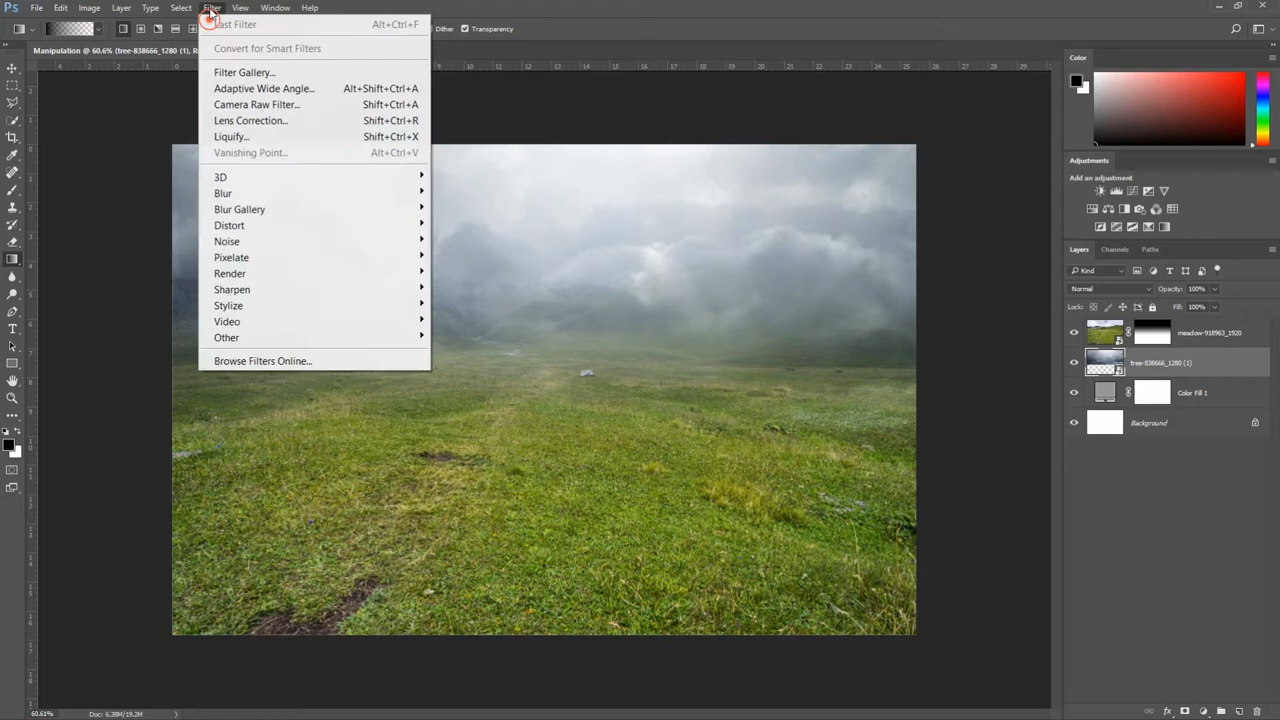 Ps File Edit Image Layer Type Select Filter View Window Help
Dither Transparency
Manipulation @ 60.6% (tree-838666_1280 (1), R
Last Filter Alt+Ctrl+F
Convert for Smart Filters
Filter Gallery...
Adaptive Wide Angle... Alt+Shift+Ctrl+A
Camera Raw Filter... Shift+Ctrl+A
Lens Correction... Shift+Ctrl+R
Liquify... Shift+Ctrl+X
Vanishing Point... Alt+Ctrl+V
3D
Blur
Blur Gallery
Distort
Noise
Pixelate
Render
Sharpen
Stylize
Video
Other
Browse Filters Online...
Color
Adjustments
Add an adjustment
Layers Channels Paths
Kind
Normal Opacity: 100%
Lock: Fill: 100%
meadow-918963_1920
tree-838666_1280 (1)
Color Fill 1
Background
60.61% Doc: 6.38M/19.2M